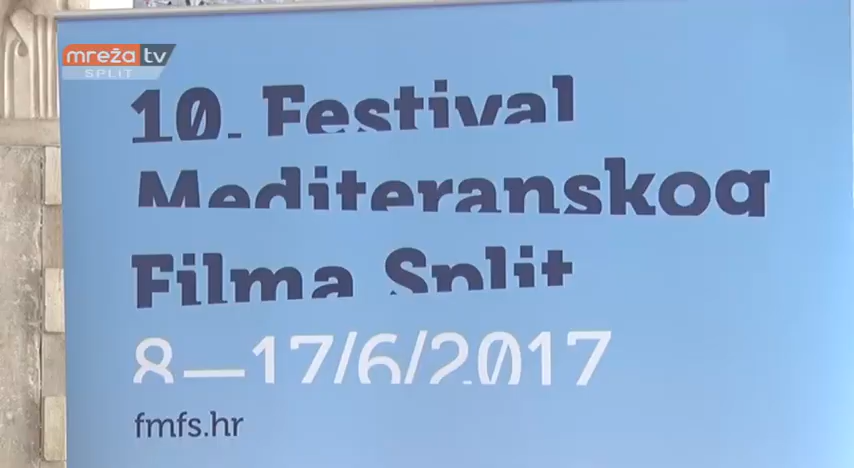 mreža tv
SPLIT
10. Festival
Mediteranskog
Filma Split
8—17/6/2017
fmfs.hr